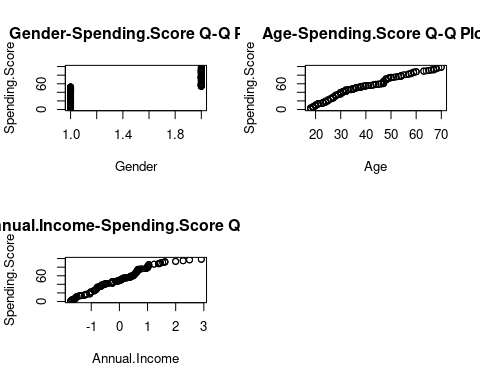 Gender-Spending.Score Q-Q P
Spending.Score
0 60
1.0 1.4 1.8
Gender
Age-Spending.Score Q-Q Plo
Spending.Score
0 60
20 30 40 50 60 70
Age
nnual.Income-Spending.Score Q
Spending.Score
0 60
-1 0 1 2 3
Annual.Income